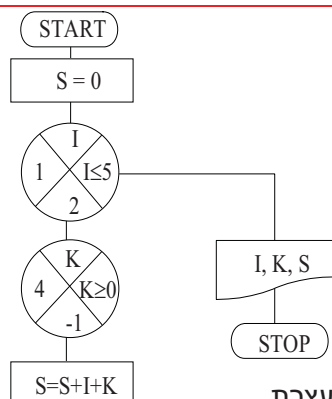 START
S = 0
I
1
I≤5
2
K
4
K≥0
-1
I, K, S
STOP
S=S+I+K